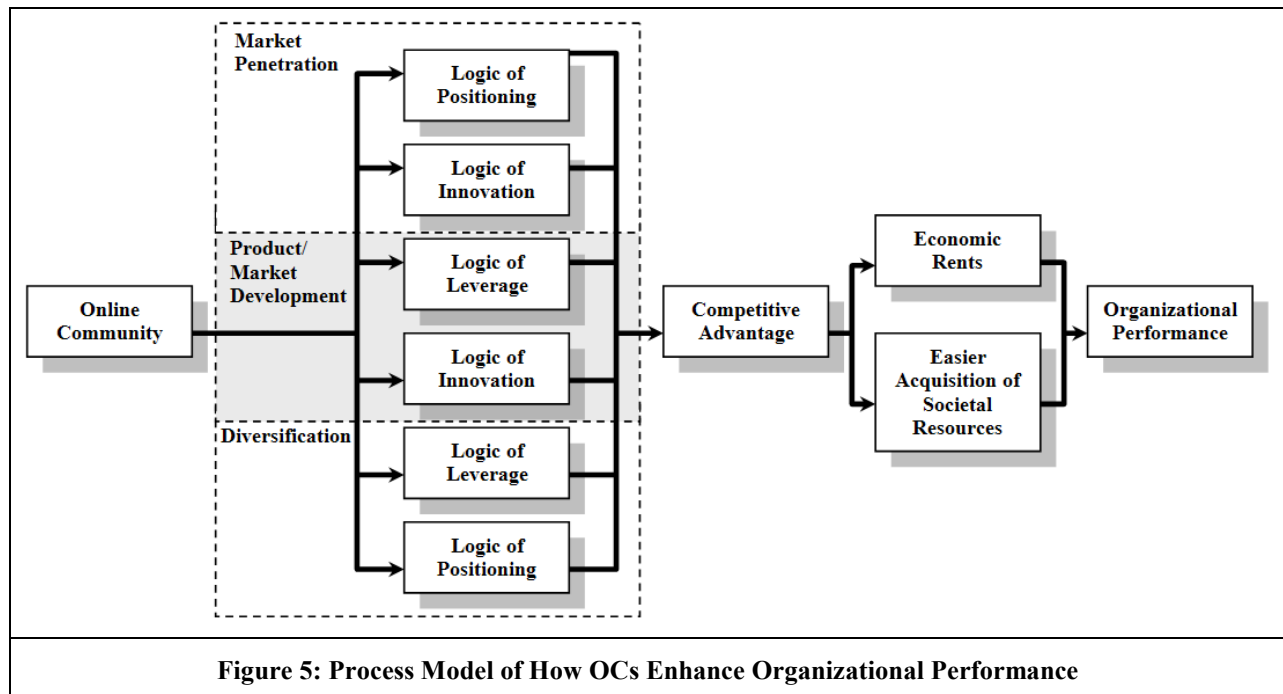 Market
Penetration
Logic of
Positioning
Logic of
Innovation
Product/
Market
Development
Logic of
Leverage
Logic of
Innovation
Diversification
Logic of
Leverage
Logic of
Positioning
Online
Community
Competitive
Advantage
Economic
Rents
Easier
Acquisition of
Societal
Resources
Organizational
Performance
Figure 5: Process Model of How OCs Enhance Organizational Performance